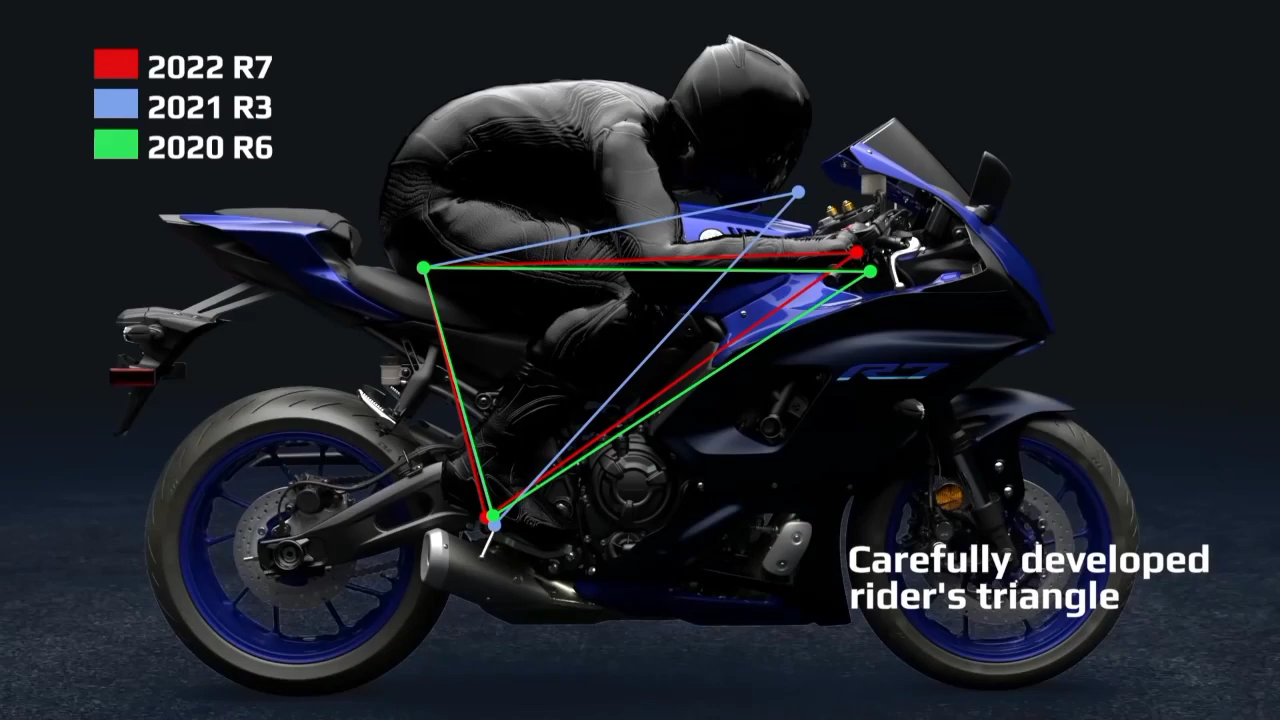 2022 R7
2021 R3
2020 R6
R7
Carefully developed
rider's triangle